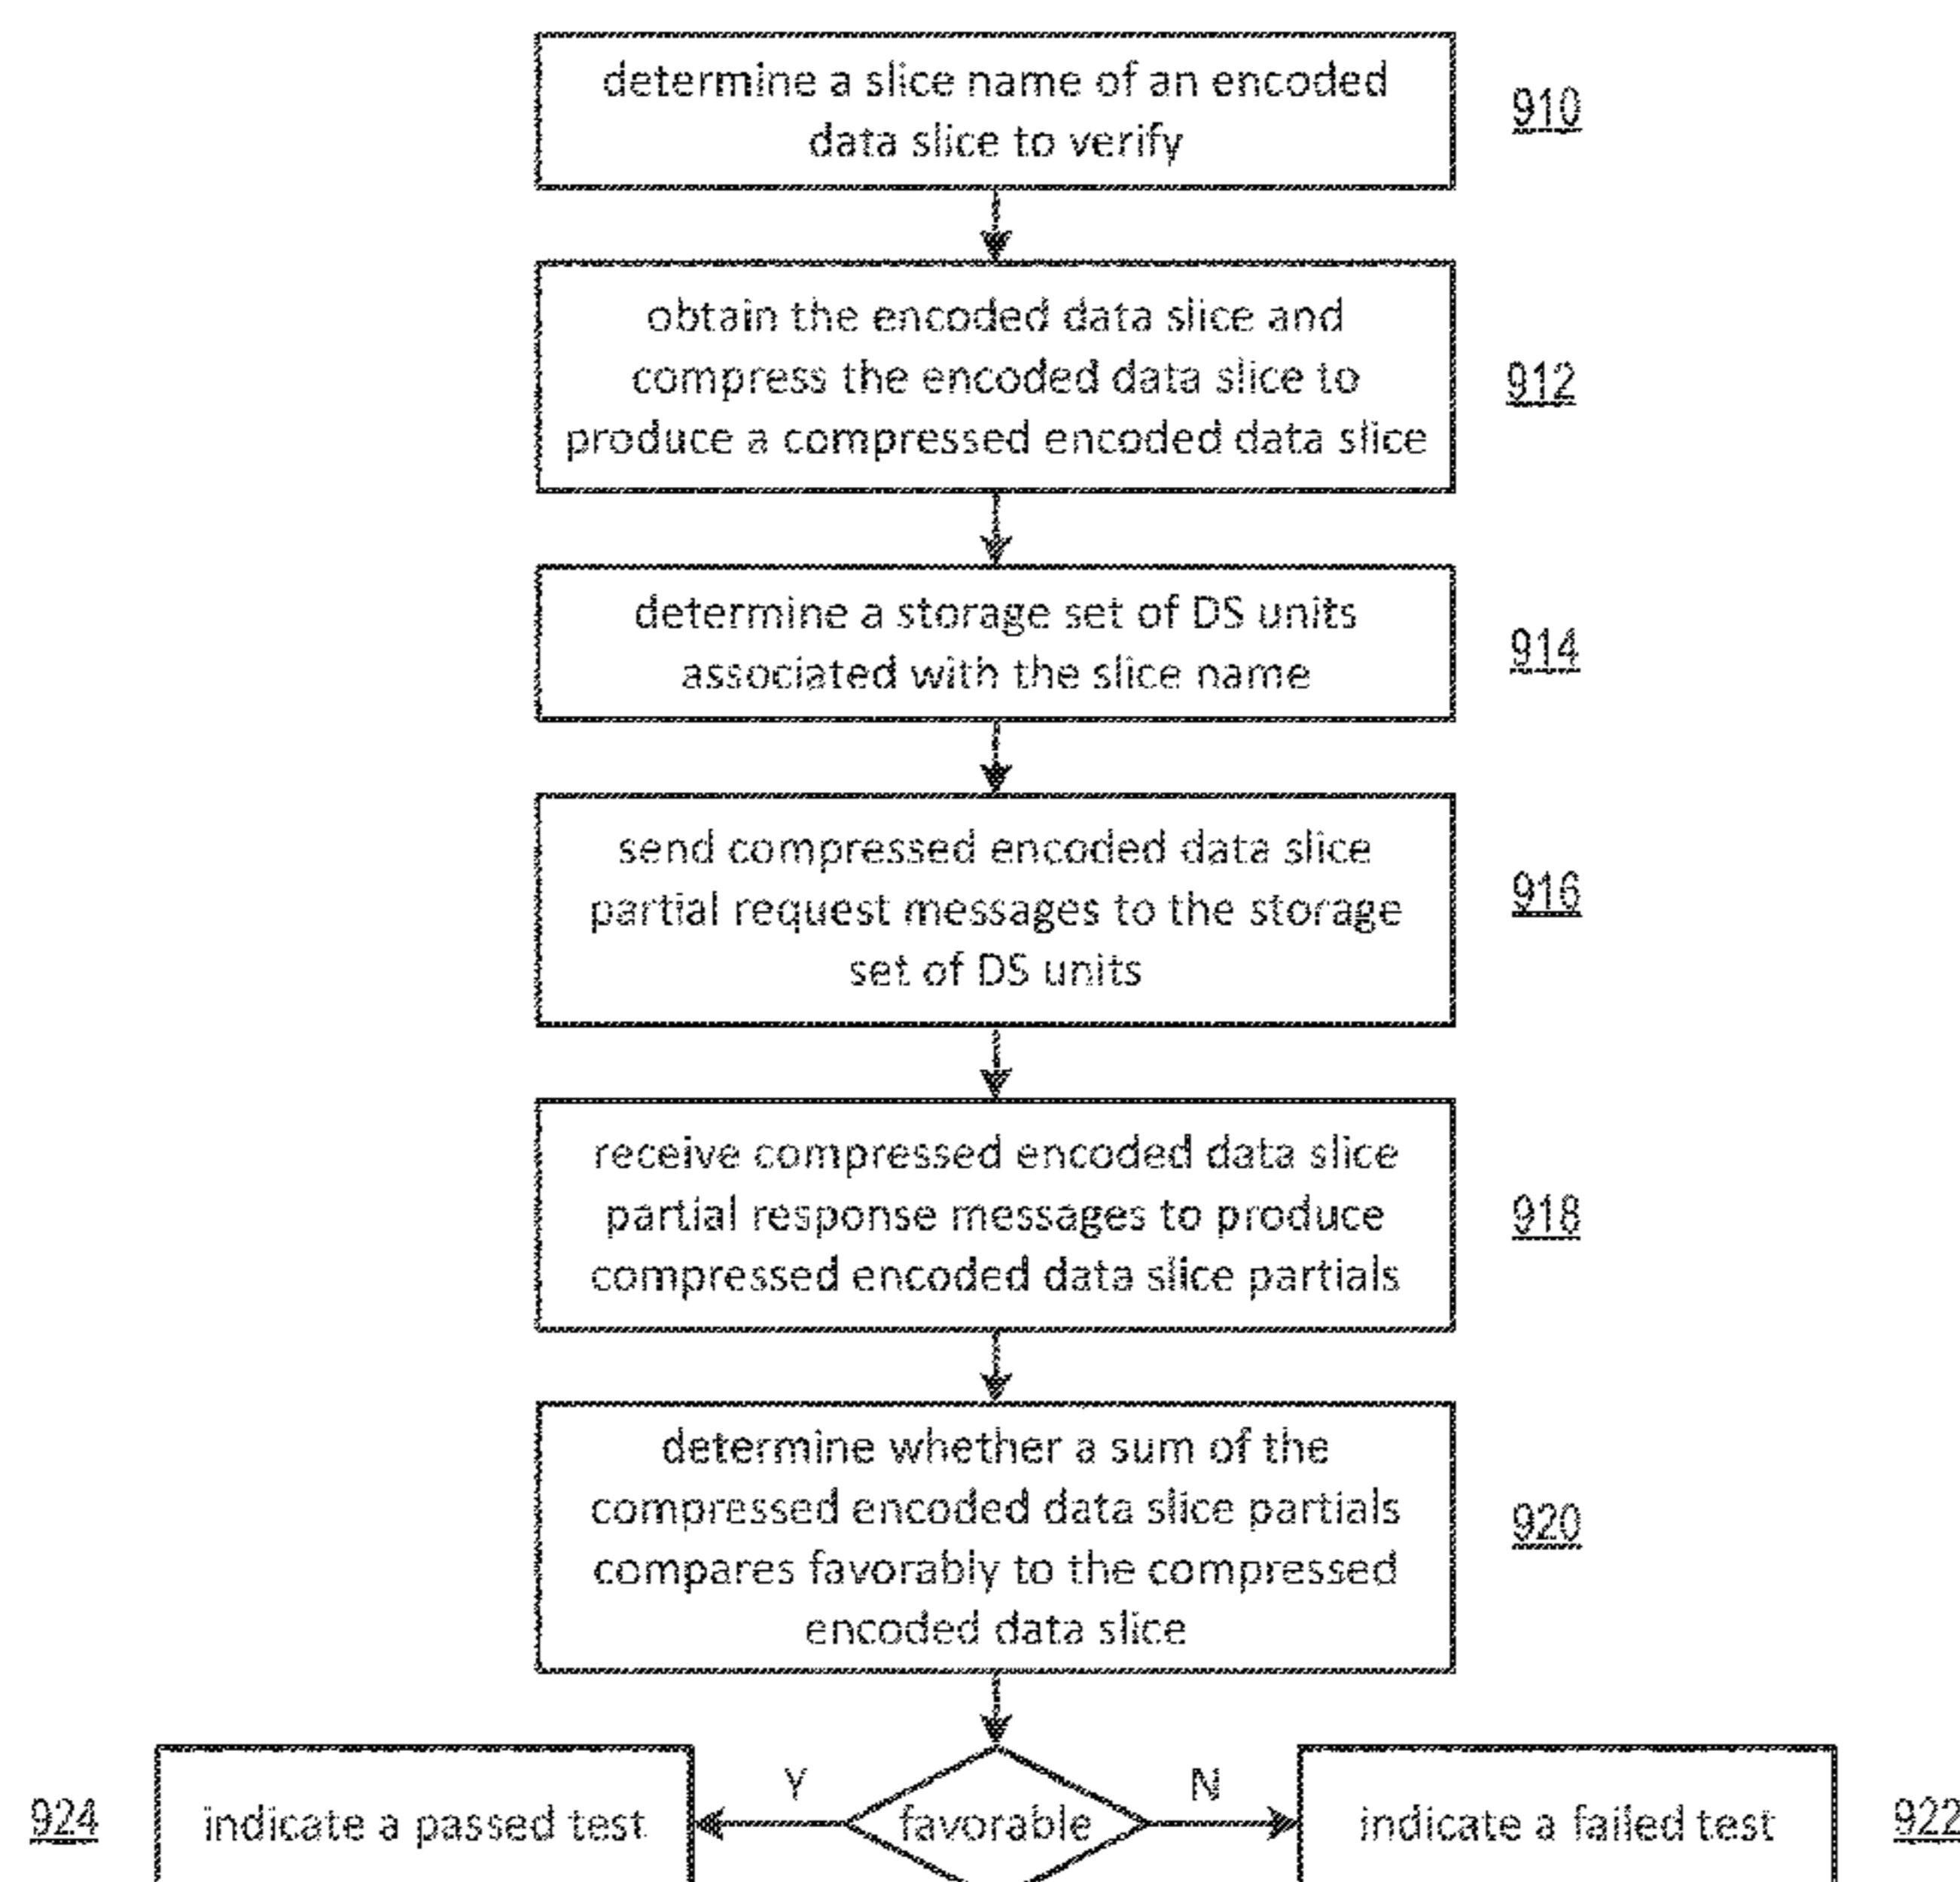 determine a slice name of an encoded
data slice to verify
910
obtain the encoded data slice and
compress the encoded data slice to
produce a compressed encoded data slice
912
determine a storage set of DS units
associated with the slice name
914
send compressed encoded data slice
partial request messages to the storage
set of DS units
916
receive compressed encoded data slice
partial response messages to produce
compressed encoded data slice partials
918
determine whether a sum of the
compressed encoded data slice partials
compares favorably to the compressed
encoded data slice
920
924
indicate a passed test
Y
favorable
N
indicate a failed test
922